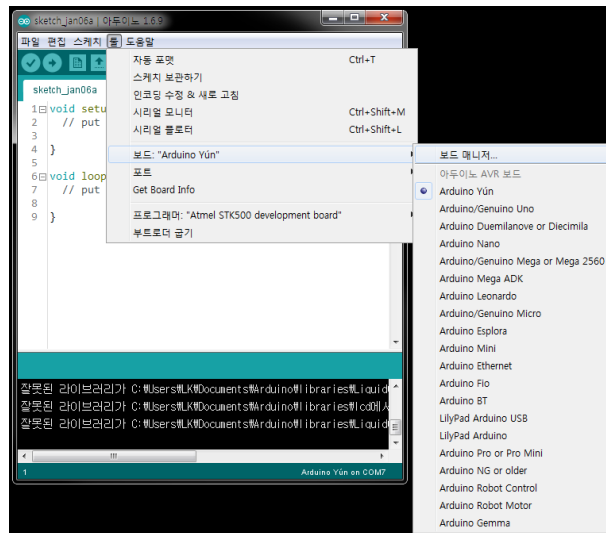 sketch_jan06a | 아두이노 1.6.9
파일 편집 스케치 툴 도움말
sketch_jan06a
1 void setu
2 // put
3
4 }
5
6 void loop
7 // put
8
9 }
자동 포맷 Ctrl+T
스케치 보관하기
인코딩 수정 & 새로 고침
시리얼 모니터 Ctrl+Shift+M
시리얼 플로터 Ctrl+Shift+L
보드: "Arduino Yún"
포트
Get Board Info
프로그래머: "Atmel STK500 development board"
부트로더 굽기
보드 매니저...
아두이노 AVR 보드
Arduino Yún
Arduino/Genuino Uno
Arduino Duemilanove or Diecimila
Arduino Nano
Arduino/Genuino Mega or Mega 2560
Arduino Mega ADK
Arduino Leonardo
Arduino/Genuino Micro
Arduino Esplora
Arduino Mini
Arduino Ethernet
Arduino Fio
Arduino BT
LilyPad Arduino USB
LilyPad Arduino
Arduino Pro or Pro Mini
Arduino NG or older
Arduino Robot Control
Arduino Robot Motor
Arduino Gemma
잘못된 라이브러리가 C:₩Users₩LK₩Documents₩Arduino₩libraries₩Liquid
잘못된 라이브러리가 C:₩Users₩LK₩Documents₩Arduino₩libraries₩lcd에
잘못된 라이브러리가 C:₩Users₩LK₩Documents₩Arduino₩libraries₩Liquid
1 Arduino Yún on COM7